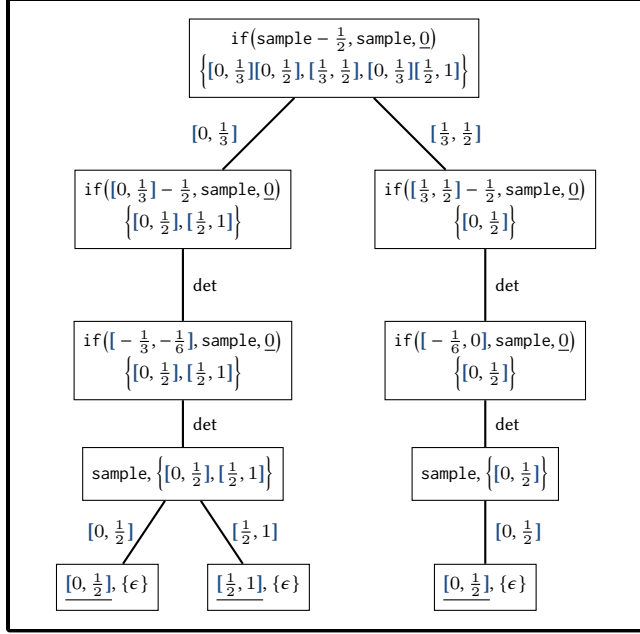 if(sample − 1/2, sample, 0)
{[0, 1/3][0, 1/2], [1/3, 1/2], [0, 1/3][1/2, 1]}
[0, 1/3]
[1/3, 1/2]
if([0, 1/3] − 1/2, sample, 0)
{[0, 1/2], [1/2, 1]}
if([1/3, 1/2] − 1/2, sample, 0)
{[0, 1/2]}
det
det
if([ − 1/3, − 1/6], sample, 0)
{[0, 1/2], [1/2, 1]}
if([ − 1/6, 0], sample, 0)
{[0, 1/2]}
det
det
sample, {[0, 1/2], [1/2, 1]}
sample, {[0, 1/2]}
[0, 1/2]
[1/2, 1]
[0, 1/2]
[0, 1/2], {ϵ}
[1/2, 1], {ϵ}
[0, 1/2], {ϵ}